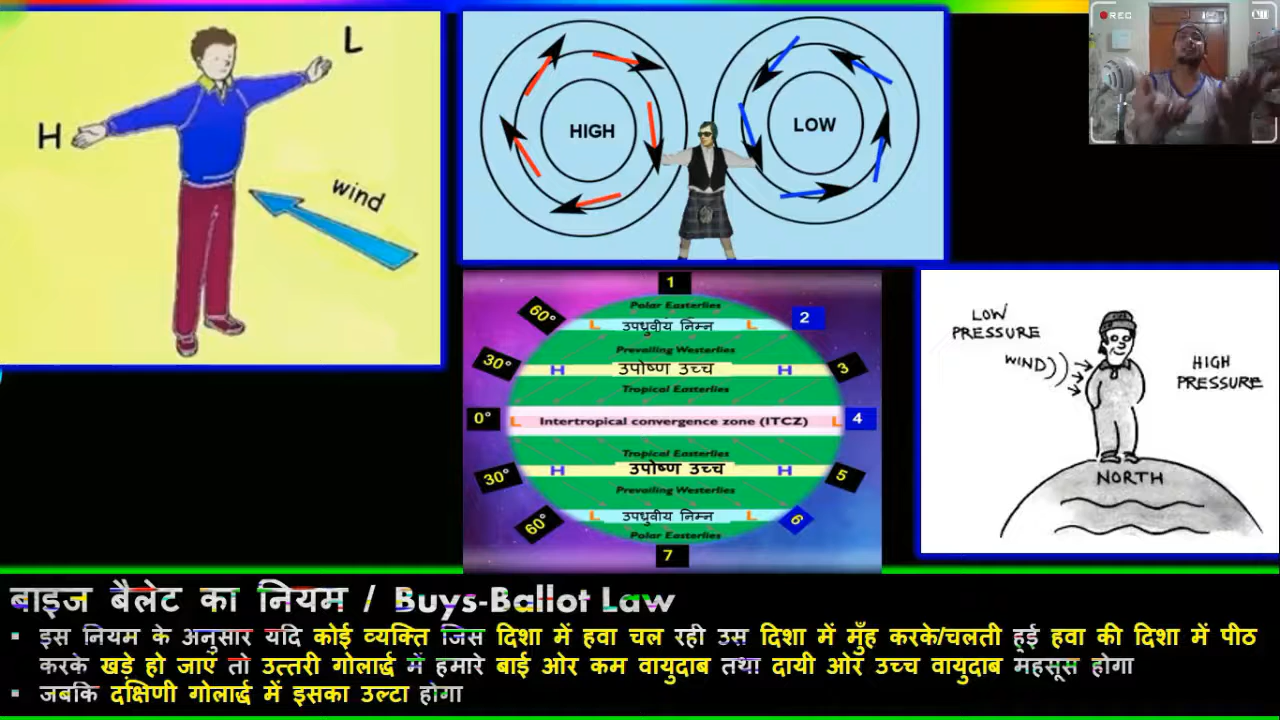 L
H
wind
HIGH
LOW
REC
1
Polar Easterlies
60°
L उपध्रुवीय निम्न L
2
Prevailing Westerlies
30°
H उपोष्ण उच्च H
3
Tropical Easterlies
0°
L Intertropical convergence zone (ITCZ) L
4
Tropical Easterlies
30°
H उपोष्ण उच्च H
5
Prevailing Westerlies
60°
L उपध्रुवीय निम्न L
6
Polar Easterlies
7
LOW
PRESSURE
WIND
HIGH
PRESSURE
NORTH
बाइज बैलेट का नियम / Buys-Ballot Law
▪ इस नियम के अनुसार यदि कोई व्यक्ति जिस दिशा में हवा चल रही उस दिशा में मुँह करके/चलती हुई हवा की दिशा में पीठ
करके खड़े हो जाएं तो उत्तरी गोलार्द्ध में हमारे बाई ओर कम वायुदाब तथा दायी ओर उच्च वायुदाब महसूस होगा
▪ जबकि दक्षिणी गोलार्द्ध में इसका उल्टा होगा